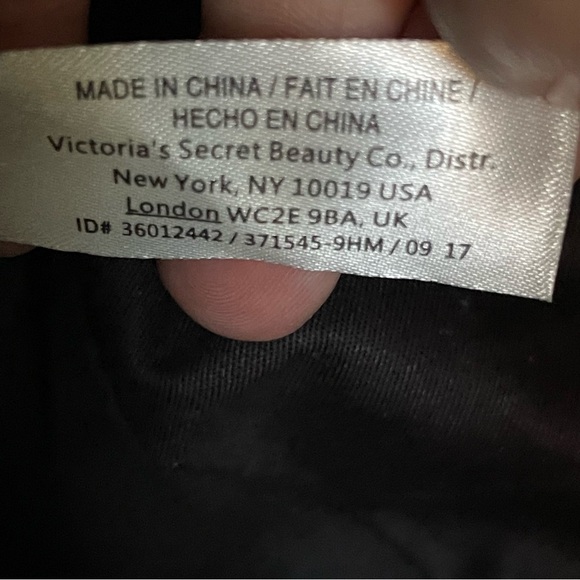 MADE IN CHINA / FAIT EN CHINE /
HECHO EN CHINA
Victoria's Secret Beauty Co., Distr.
New York, NY 10019 USA
London WC2E 9BA, UK
ID# 36012442 / 371545-9HM / 09 17